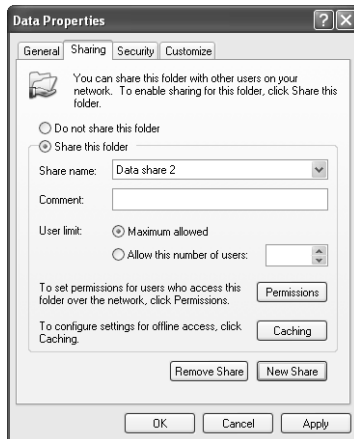 Data Properties
General Sharing Security Customize
You can share this folder with other users on your
network. To enable sharing for this folder, click Share this
folder.
Do not share this folder
Share this folder
Share name: Data share 2
Comment:
User limit: Maximum allowed
Allow this number of users:
To set permissions for users who access this
folder over the network, click Permissions.
Permissions
To configure settings for offline access, click
Caching.
Caching
Remove Share New Share
OK Cancel Apply